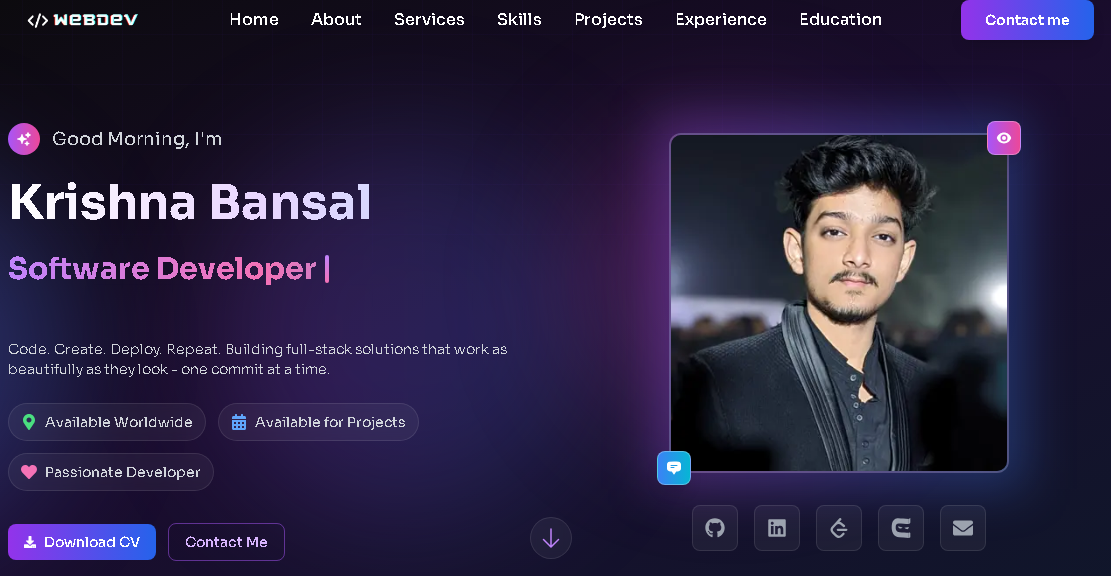 </> WEBDEV
Home About Services Skills Projects Experience Education
Contact me
Good Morning, I'm
Krishna Bansal
Software Developer |
Code. Create. Deploy. Repeat. Building full-stack solutions that work as
beautifully as they look - one commit at a time.
Available Worldwide
Available for Projects
Passionate Developer
Download CV
Contact Me